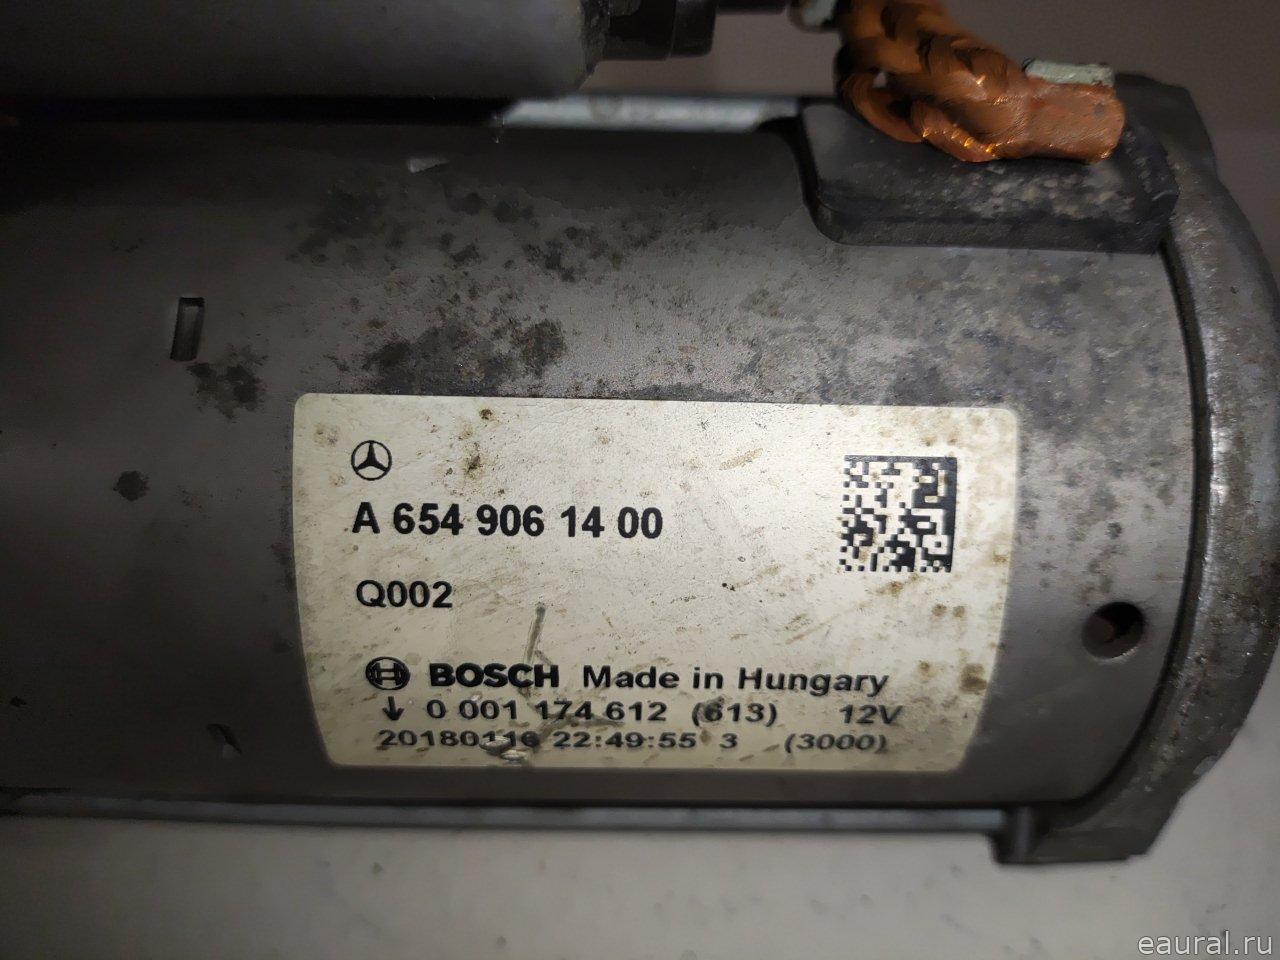 A 654 906 14 00
Q002
BOSCH Made in Hungary
↓ 0 001 174 612 (613) 12V
20180116 22:49:55 3 (3000)
eaural.ru